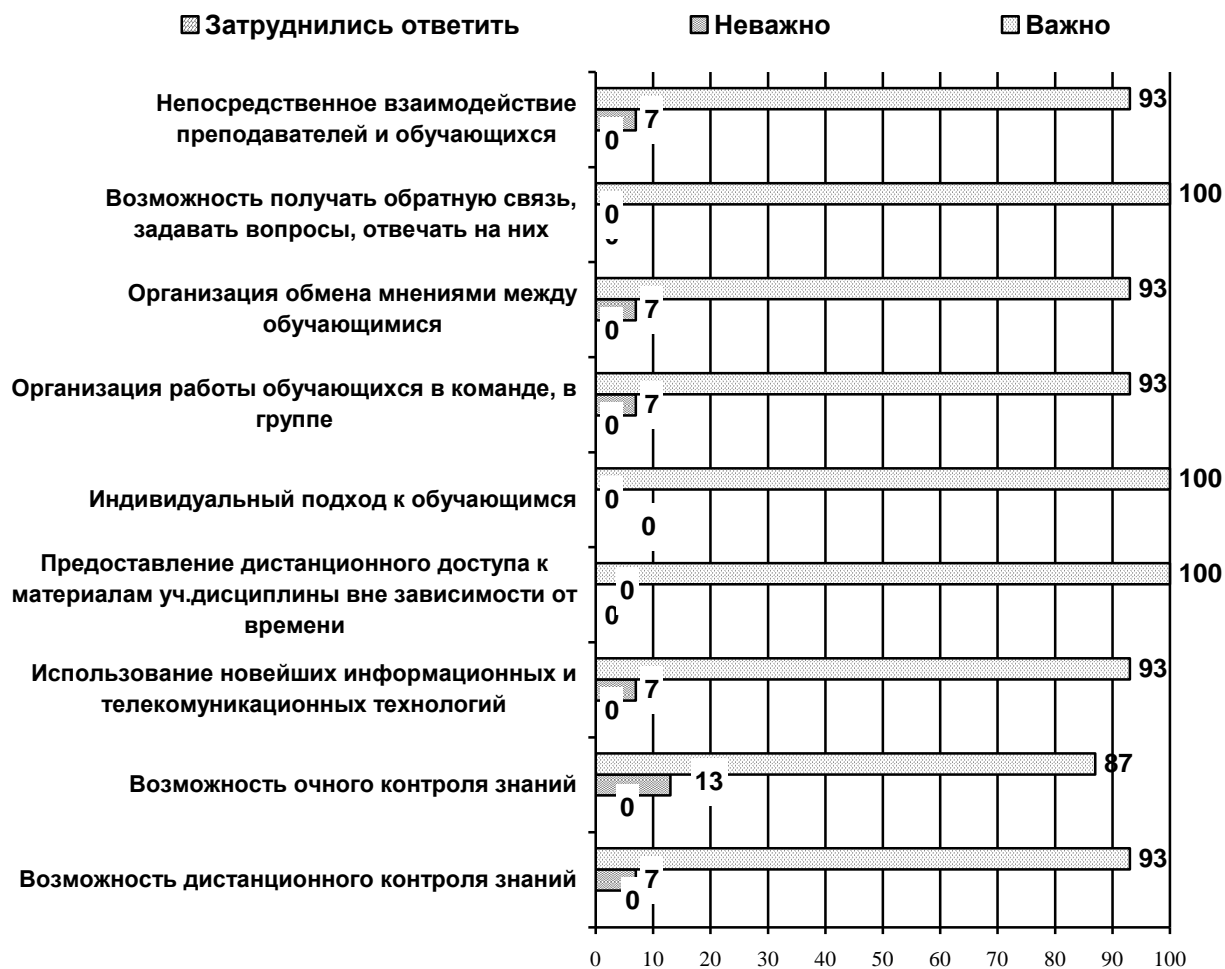 Затруднились ответить Неважно Важно
Непосредственное взаимодействие
преподавателей и обучающихся
93
7
0
Возможность получать обратную связь,
задавать вопросы, отвечать на них
100
0
Организация обмена мнениями между
обучающимися
93
7
0
Организация работы обучающихся в команде, в
группе
93
7
0
Индивидуальный подход к обучающимся
100
0
0
Предоставление дистанционного доступа к
материалам уч.дисциплины вне зависимости от
времени
100
0
0
Использование новейших информационных и
телекомуникационных технологий
93
7
0
Возможность очного контроля знаний
87
13
0
Возможность дистанционного контроля знаний
93
7
0
0 10 20 30 40 50 60 70 80 90 100